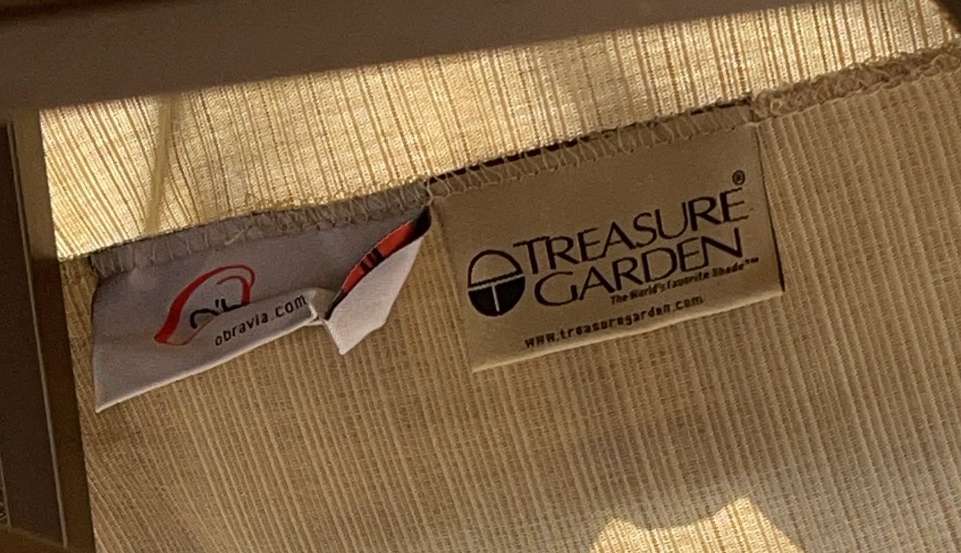 obravia.com
TREASURE®
GARDEN
The World's favorite Shade™
www.treasuregarden.com